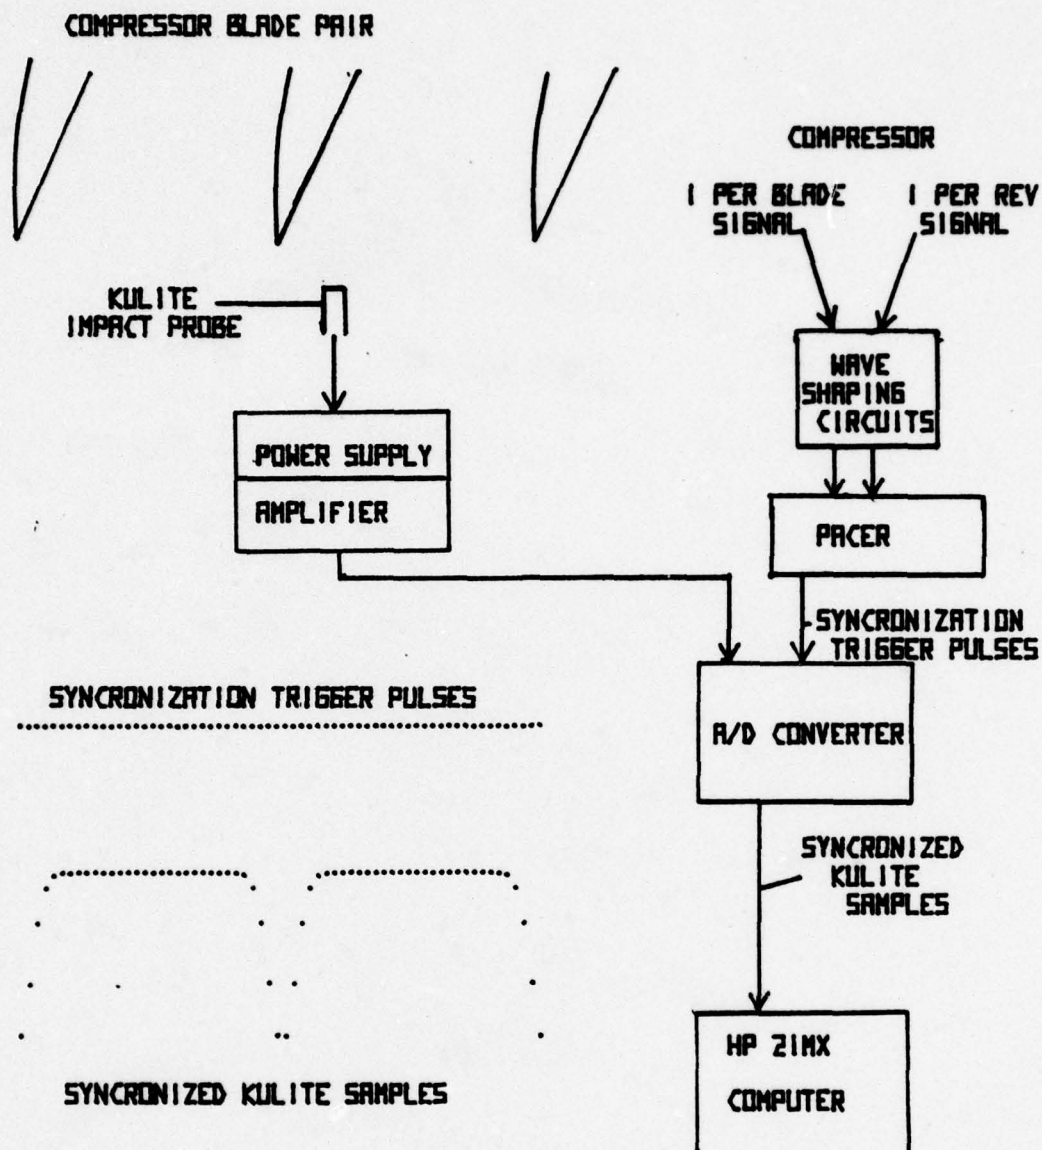 COMPRESSOR BLADE PAIR
COMPRESSOR
1 PER BLADE
SIGNAL
1 PER REV
SIGNAL
KULITE
IMPACT PROBE
WAVE
SHAPING
CIRCUITS
POWER SUPPLY
AMPLIFIER
PACER
SYNCRONIZATION
TRIGGER PULSES
SYNCRONIZATION TRIGGER PULSES
A/D CONVERTER
SYNCRONIZED
KULITE
SAMPLES
SYNCRONIZED KULITE SAMPLES
HP 21MX
COMPUTER